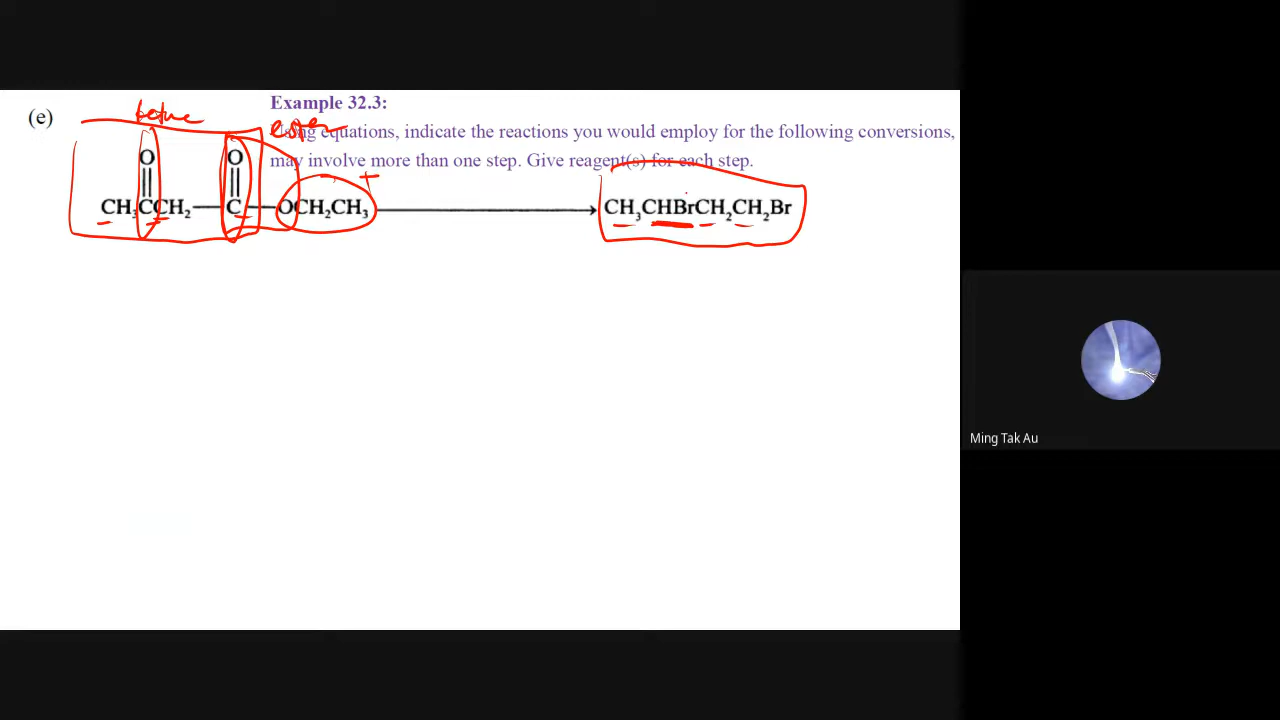 (e)
Example 32.3:
ketone
ester
Using equations, indicate the reactions you would employ for the following conversions,
may involve more than one step. Give reagent(s) for each step.
O O
CH₃CCH₂—C—OCH₂CH₃ → CH₃CHBrCH₂CH₂Br
Ming Tak Au